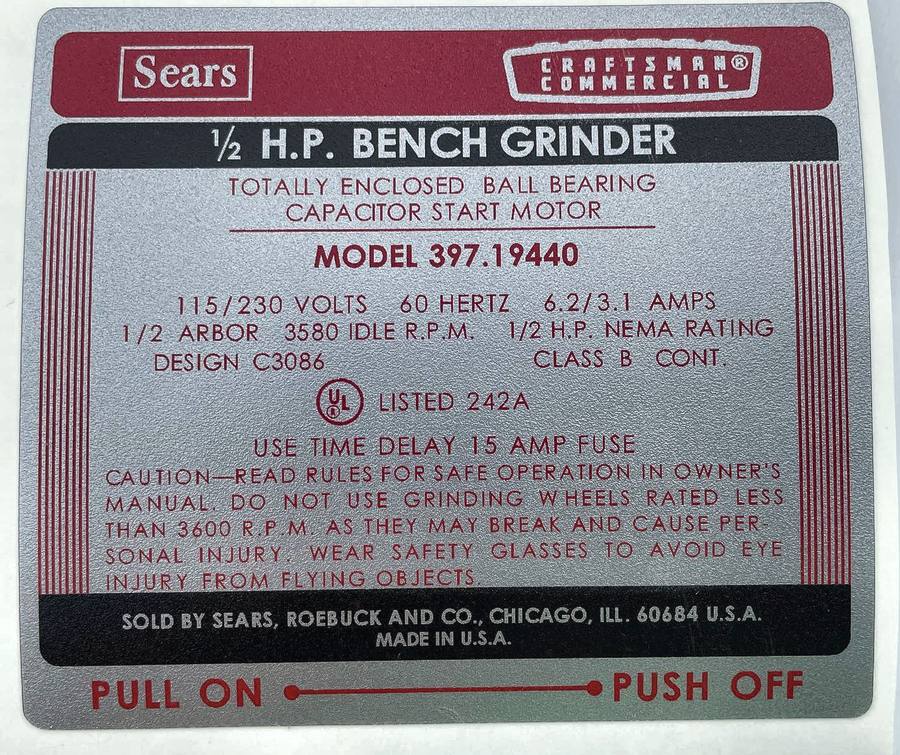 Sears
CRAFTSMAN®
COMMERCIAL
1/2 H.P. BENCH GRINDER
TOTALLY ENCLOSED BALL BEARING
CAPACITOR START MOTOR
MODEL 397.19440
115/230 VOLTS 60 HERTZ 6.2/3.1 AMPS
1/2 ARBOR 3580 IDLE R.P.M. 1/2 H.P. NEMA RATING
DESIGN C3086 CLASS B CONT.
UL® LISTED 242A
USE TIME DELAY 15 AMP FUSE
CAUTION—READ RULES FOR SAFE OPERATION IN OWNER'S
MANUAL. DO NOT USE GRINDING WHEELS RATED LESS
THAN 3600 R.P.M. AS THEY MAY BREAK AND CAUSE PER-
SONAL INJURY. WEAR SAFETY GLASSES TO AVOID EYE
INJURY FROM FLYING OBJECTS.
SOLD BY SEARS, ROEBUCK AND CO., CHICAGO, ILL. 60684 U.S.A.
MADE IN U.S.A.
PULL ON PUSH OFF